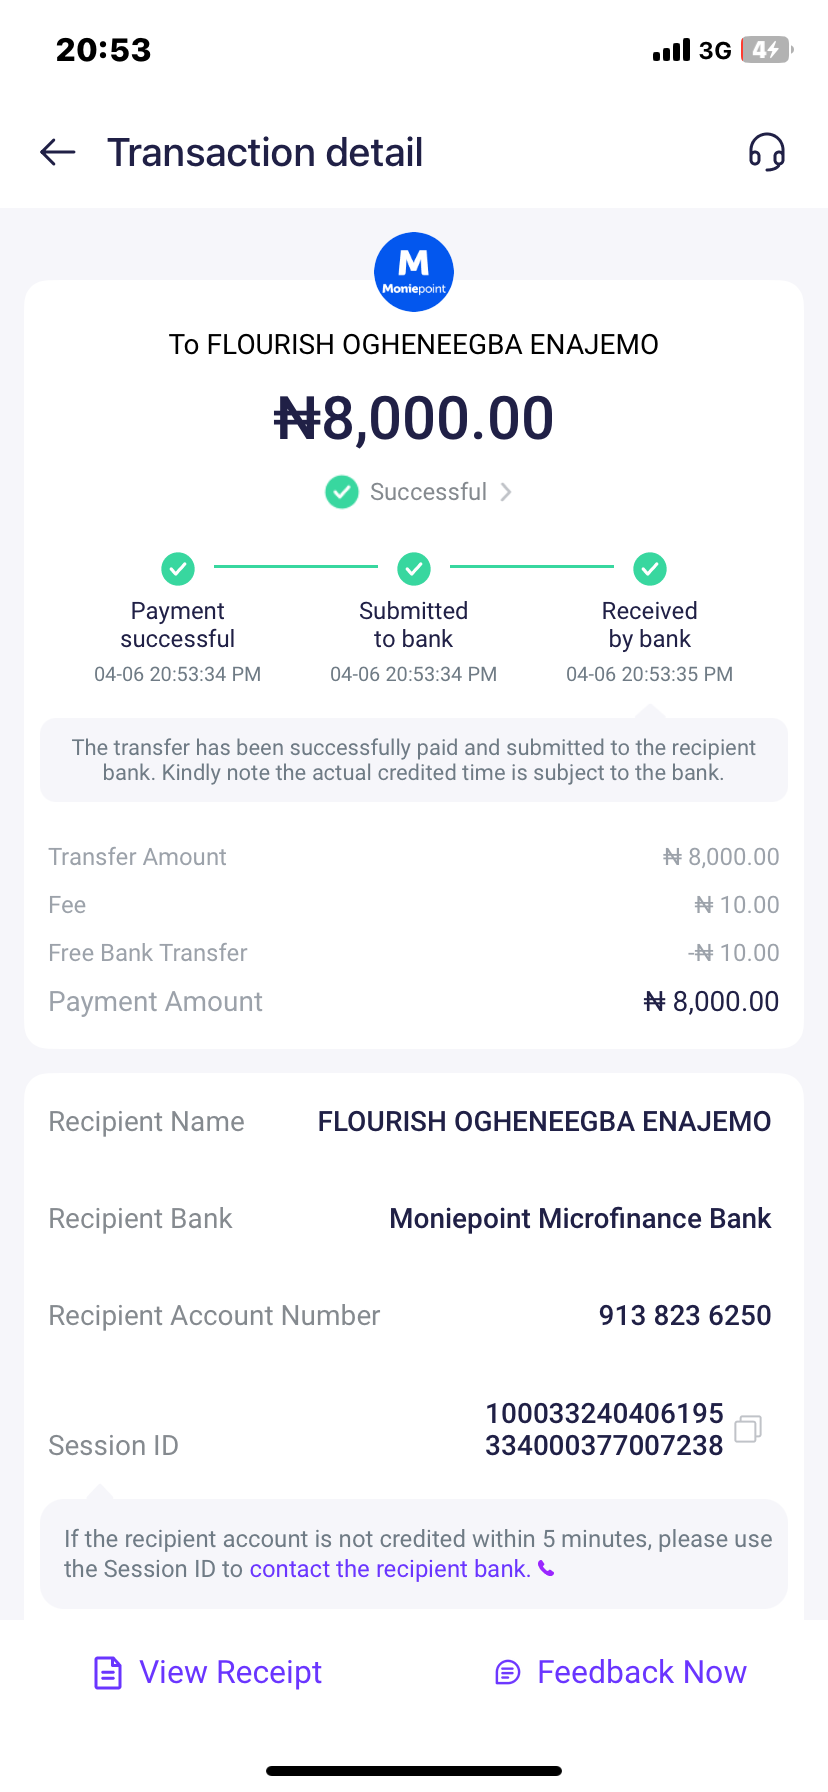 20:53
3G 4
Transaction detail
M
Moniepoint
To FLOURISH OGHENEEGBA ENAJEMO
₦8,000.00
Successful
Payment successful
04-06 20:53:34 PM
Submitted to bank
04-06 20:53:34 PM
Received by bank
04-06 20:53:35 PM
The transfer has been successfully paid and submitted to the recipient
bank. Kindly note the actual credited time is subject to the bank.
Transfer Amount ₦ 8,000.00
Fee ₦ 10.00
Free Bank Transfer -₦ 10.00
Payment Amount ₦ 8,000.00
Recipient Name FLOURISH OGHENEEGBA ENAJEMO
Recipient Bank Moniepoint Microfinance Bank
Recipient Account Number 913 823 6250
Session ID 100033240406195
334000377007238
If the recipient account is not credited within 5 minutes, please use
the Session ID to contact the recipient bank.
View Receipt Feedback Now